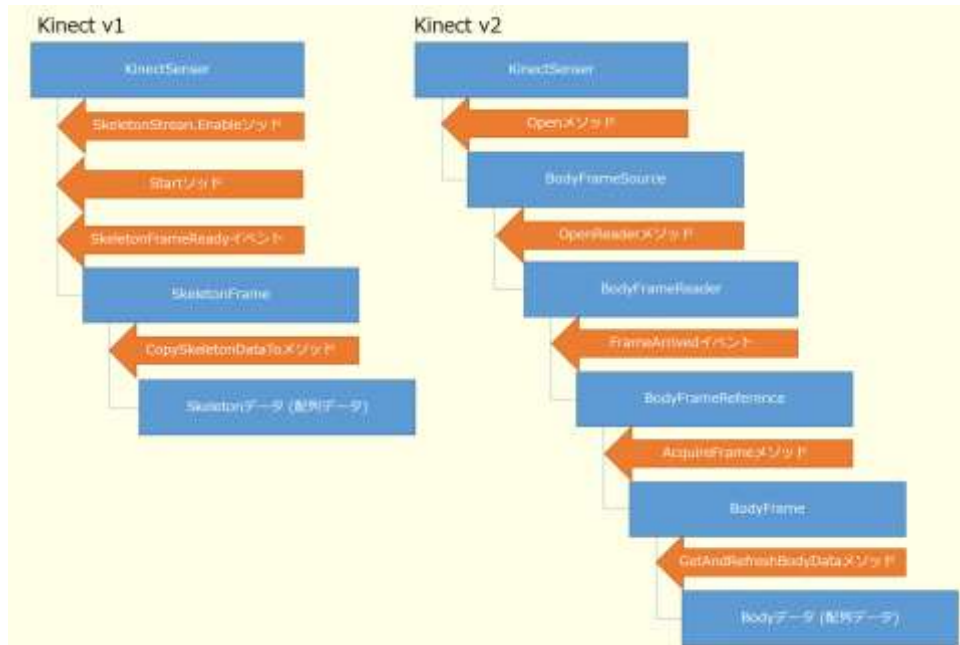 Kinect v1
KinectSenser
SkeletonStrean.Enableソッド
Startソッド
SkeletonFrameReadyイベント
SkeletonFrame
CopySkeletonDataToメソッド
Skeletonデータ (配列データ)
Kinect v2
KinectSenser
Openメソッド
BodyFrameSource
OpenReaderメソッド
BodyFrameReader
FrameArrivedイベント
BodyFrameReference
AcquireFrameメソッド
BodyFrame
GetAndRefreshBodyDataメソッド
Bodyデータ (配列データ)